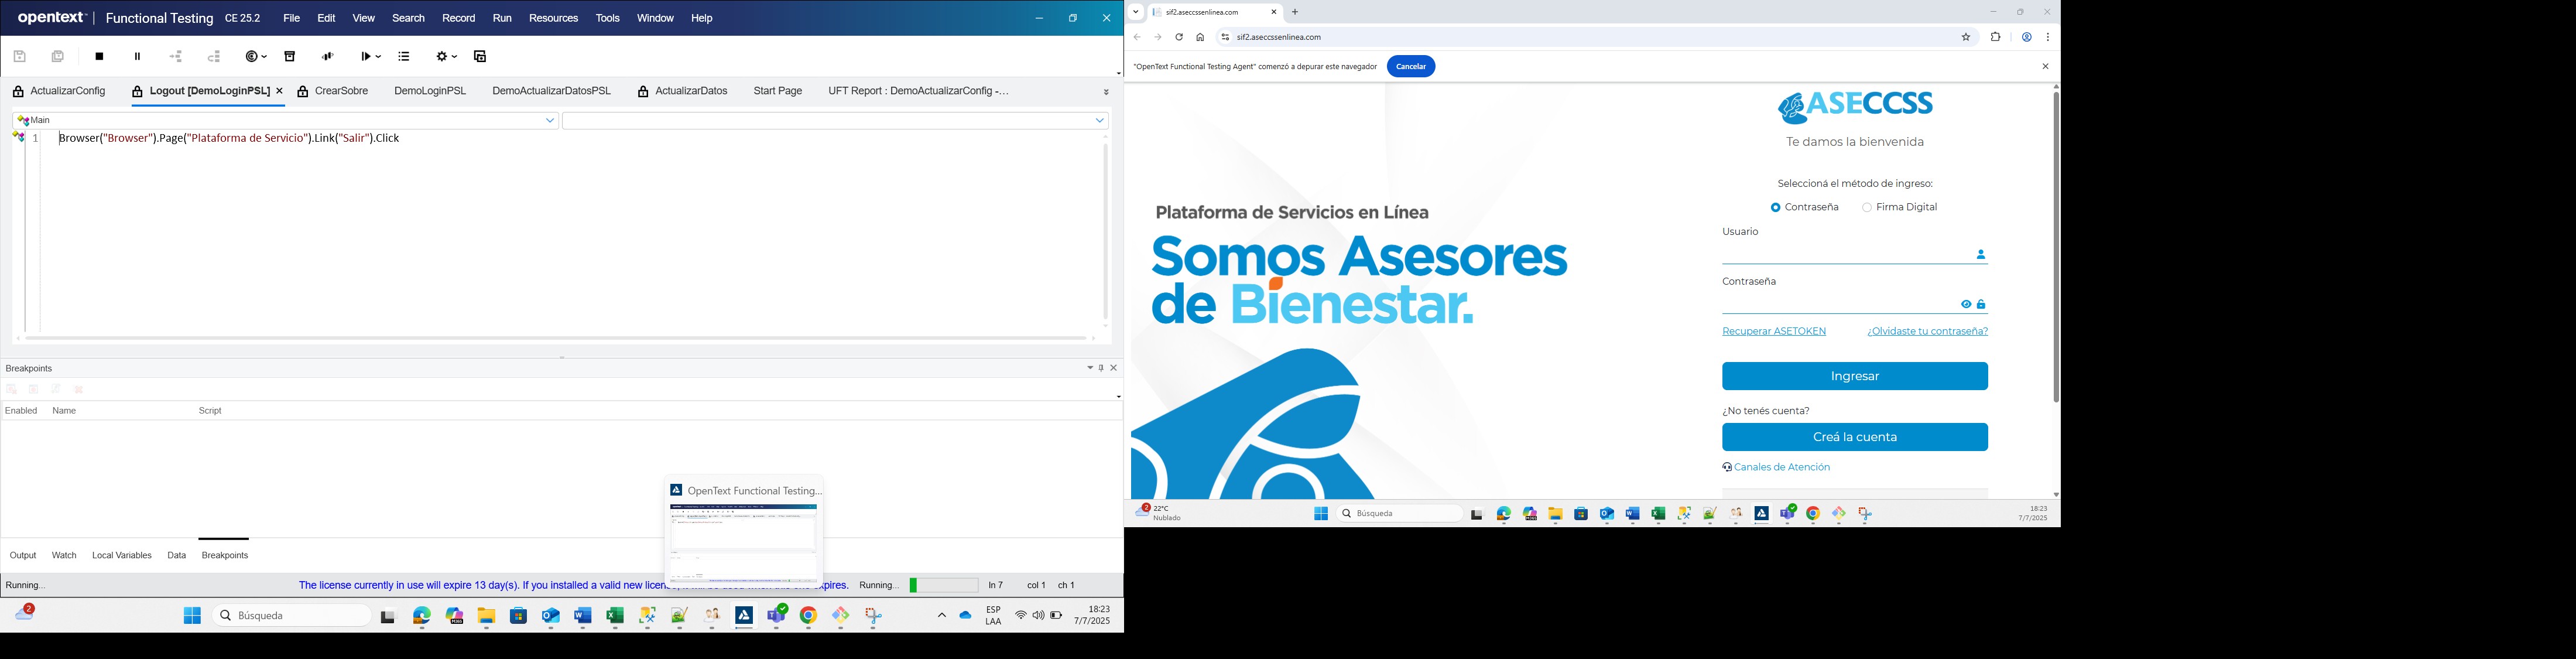 opentext | Functional Testing CE 25.2 File Edit View Search Record Run Resources Tools Window Help
ActualizarConfig Logout [DemoLoginPSL] CrearSobre DemoLoginPSL DemoActualizarDatosPSL ActualizarDatos Start Page UFT Report : DemoActualizarConfig -...
Main
1 Browser("Browser").Page("Plataforma de Servicio").Link("Salir").Click
Breakpoints
Enabled Name Script
OpenText Functional Testing...
Output Watch Local Variables Data Breakpoints
Running... The license currently in use will expire 13 day(s). If you installed a valid new licen expires. Running... ln 7 col 1 ch 1
2 Búsqueda ESP LAA 18:23 7/7/2025
sif2.aseccssenlinea.com
sif2.aseccssenlinea.com
"OpenText Functional Testing Agent" comenzó a depurar este navegador Cancelar
ASECCSS
Te damos la bienvenida
Seleccioná el método de ingreso:
Contraseña Firma Digital
Plataforma de Servicios en Línea
Somos Asesores
de Bienestar.
Usuario
Contraseña
Recuperar ASETOKEN ¿Olvidaste tu contraseña?
Ingresar
¿No tenés cuenta?
Creá la cuenta
Canales de Atención
2 22°C
Nublado
Búsqueda
18:23
7/7/2025